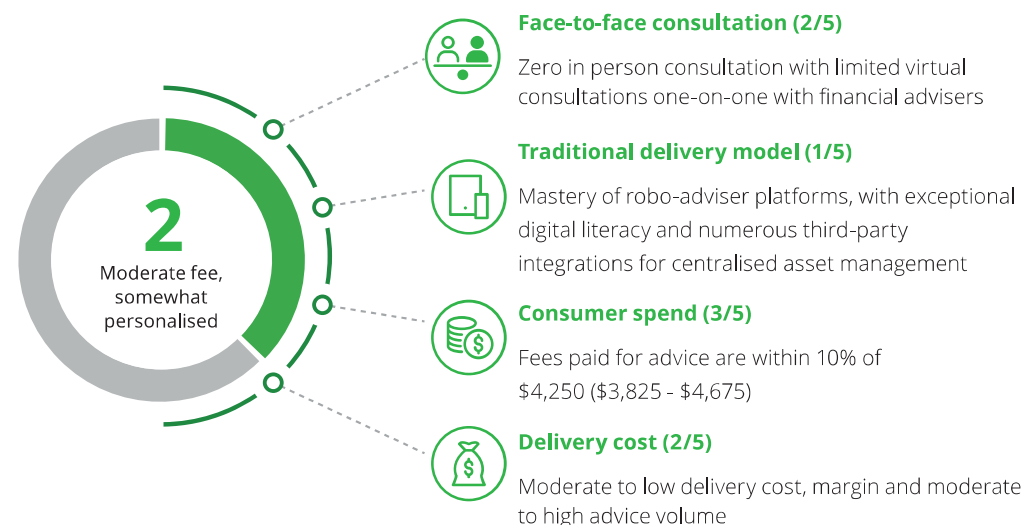 Face-to-face consultation (2/5)
Zero in person consultation with limited virtual
consultations one-on-one with financial advisers
Traditional delivery model (1/5)
Mastery of robo-adviser platforms, with exceptional
digital literacy and numerous third-party
integrations for centralised asset management
2
Moderate fee,
somewhat
personalised
Consumer spend (3/5)
Fees paid for advice are within 10% of
$4,250 ($3,825 - $4,675)
Delivery cost (2/5)
Moderate to low delivery cost, margin and moderate
to high advice volume